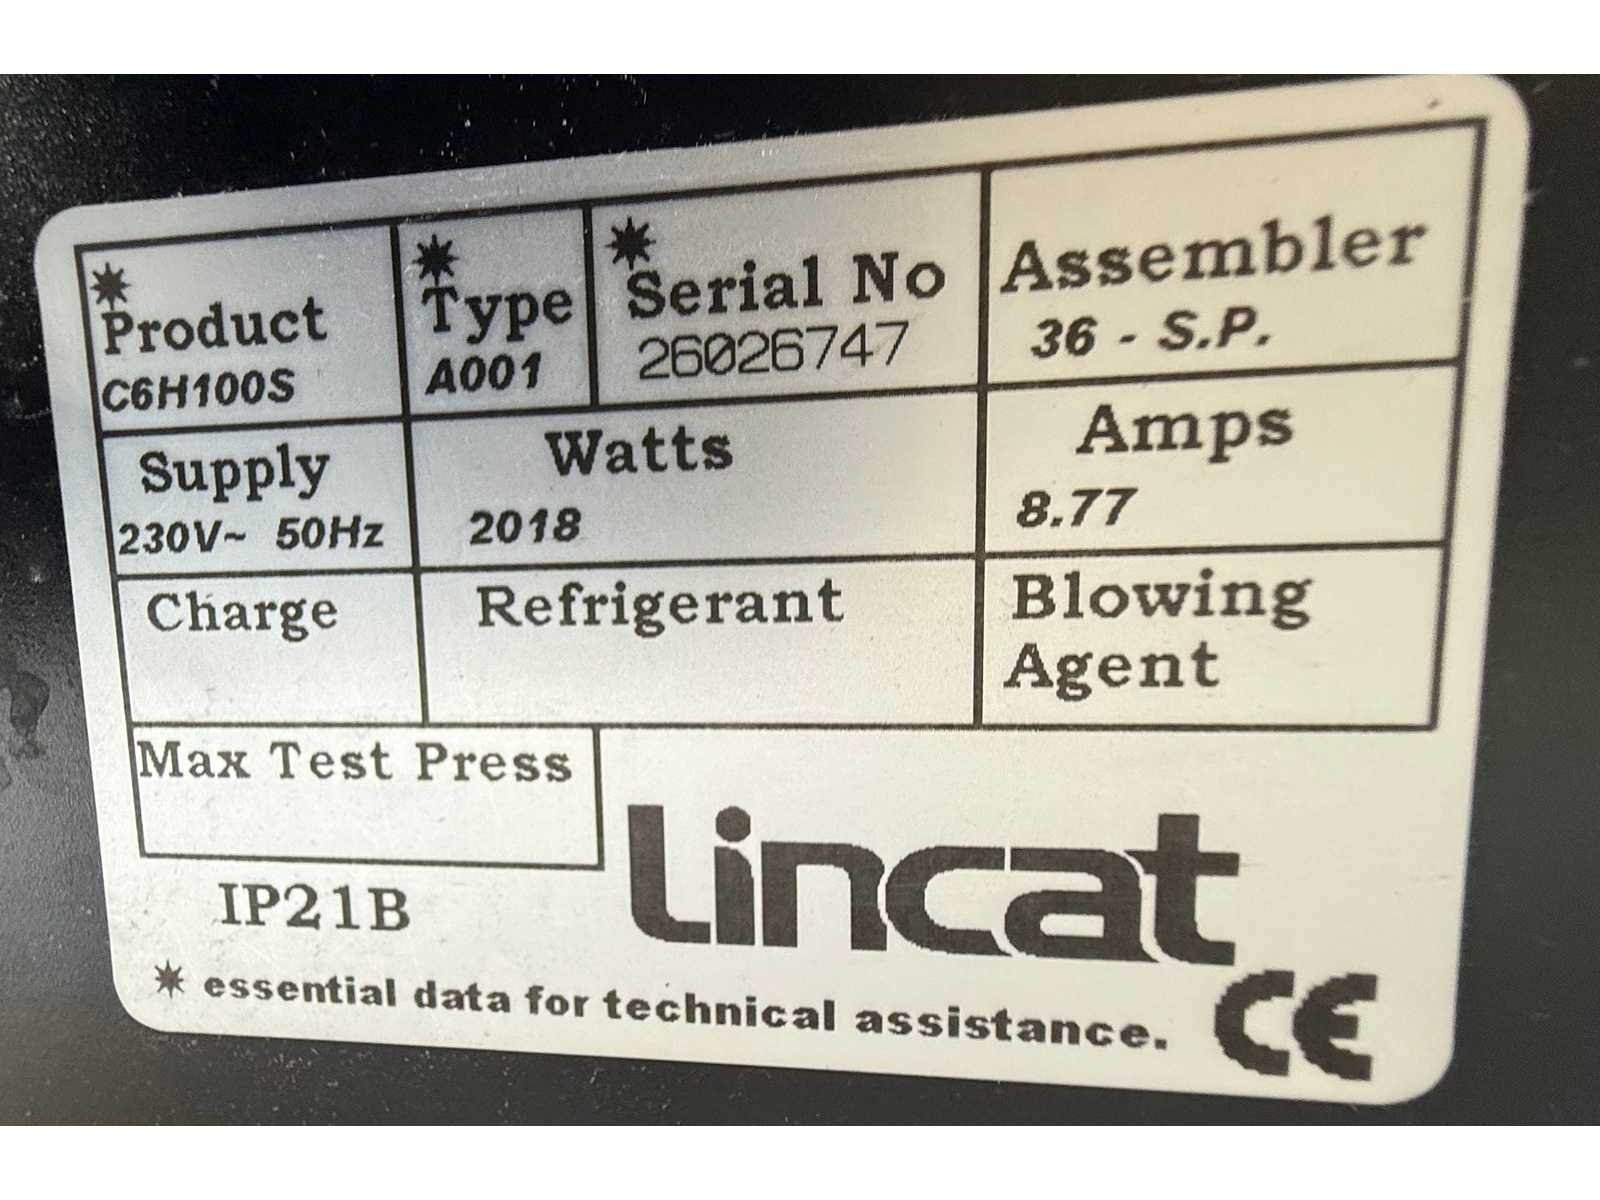 * Product
C6H100S
* Type
A001
* Serial No
26026747
Assembler
36 - S.P.
Supply
230V~ 50Hz
Watts
2018
Amps
8.77
Charge
Refrigerant
Blowing
Agent
Max Test Press
IP21B
Lincat
* essential data for technical assistance.
CE